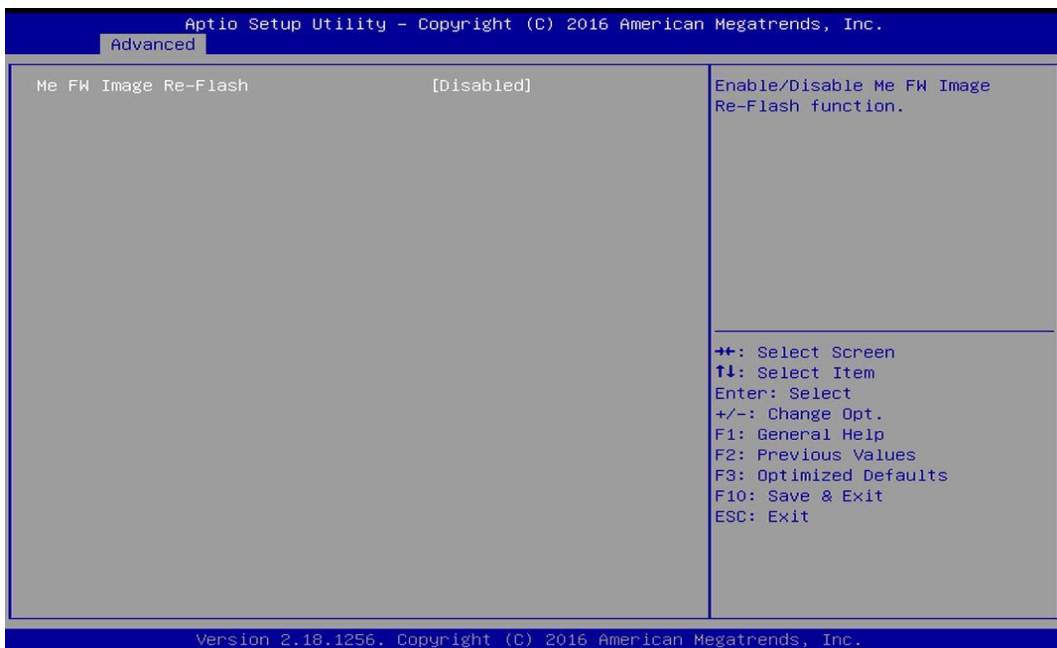 Aptio Setup Utility – Copyright (C) 2016 American Megatrends, Inc.
Advanced
Me FW Image Re-Flash [Disabled]
Enable/Disable Me FW Image
Re-Flash function.
→←: Select Screen
↑↓: Select Item
Enter: Select
+/-: Change Opt.
F1: General Help
F2: Previous Values
F3: Optimized Defaults
F10: Save & Exit
ESC: Exit
Version 2.18.1256. Copyright (C) 2016 American Megatrends, Inc.